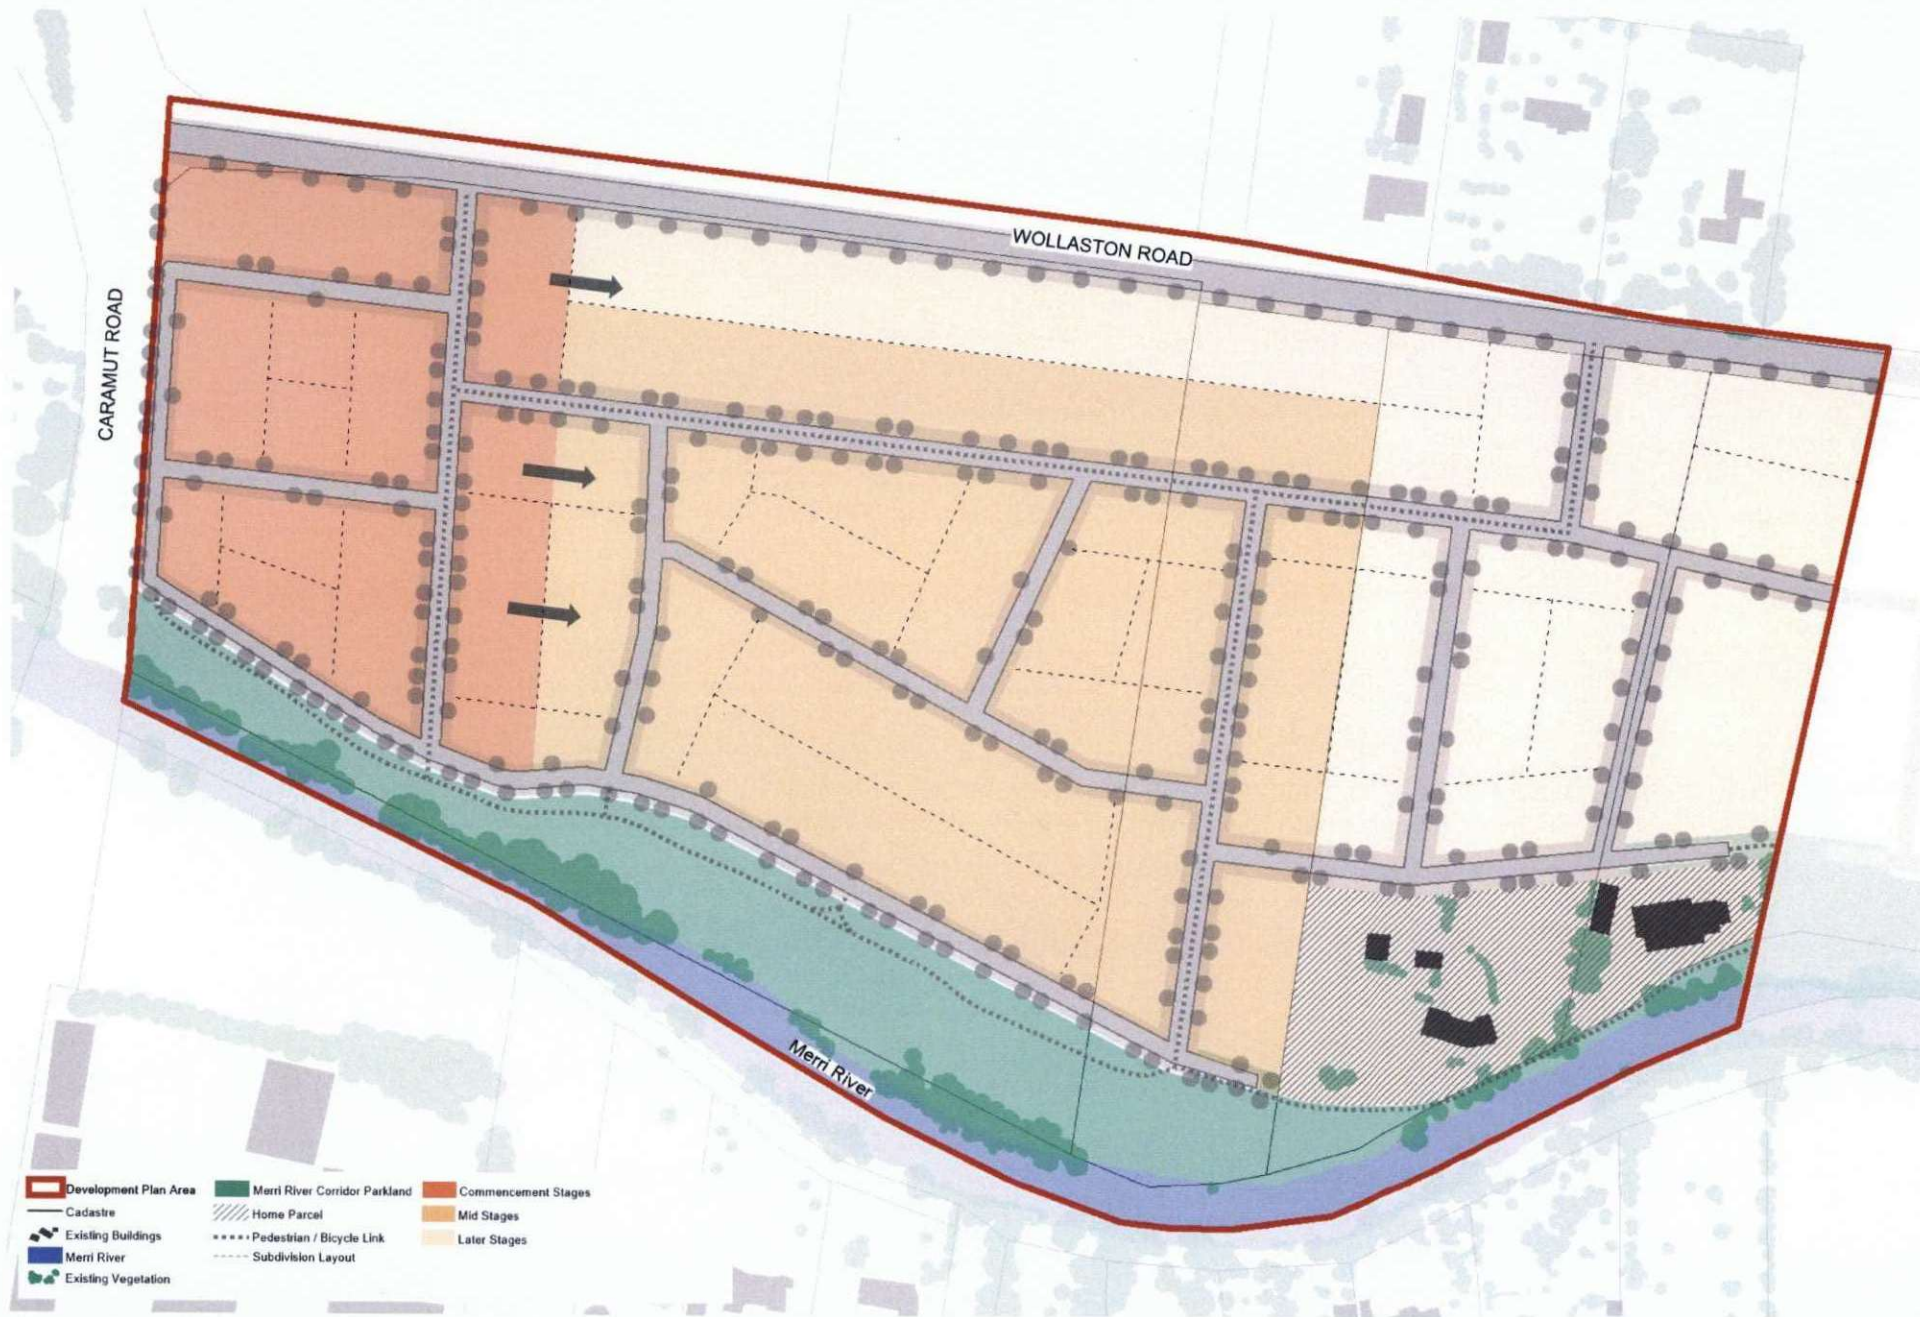 WOLLASTON ROAD
CARAMUT ROAD
Merri River
Development Plan Area
Cadastre
Existing Buildings
Merri River
Existing Vegetation
Merri River Corridor Parkland
Home Parcel
Pedestrian / Bicycle Link
Subdivision Layout
Commencement Stages
Mid Stages
Later Stages